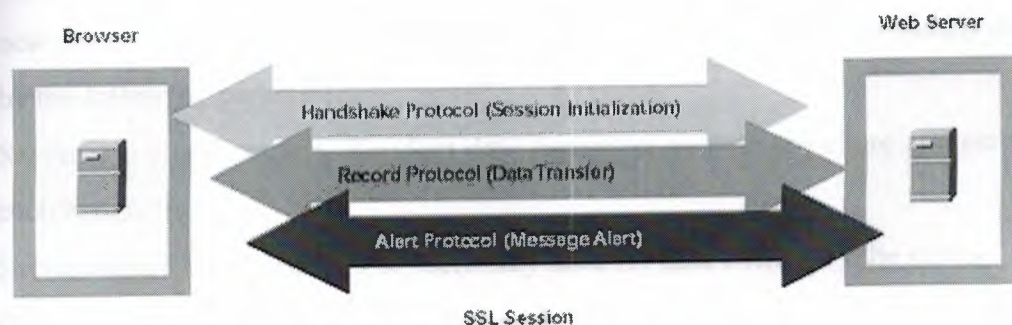 Browser
Web Server
Handshake Protocol (Session Initialization)
Record Protocol (Data Transfer)
Alert Protocol (Message Alert)
SSL Session